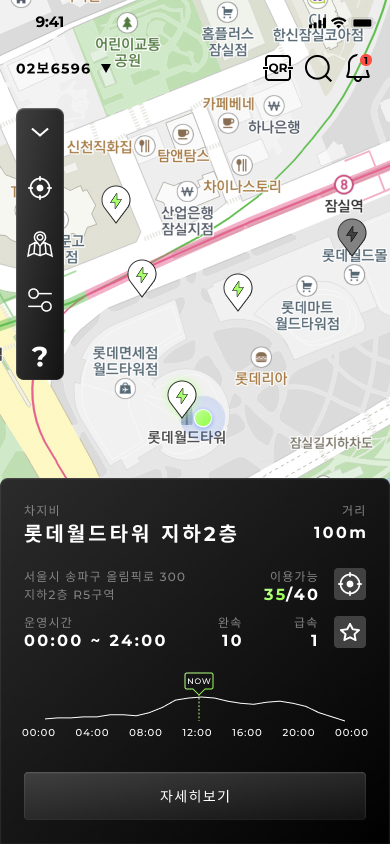 9:41
어린이교통
공원
홈플러스
잠실점
한신잠실코아점
02보6596 ▼
QR
1
카페베네
하나은행
신천직화집
탐앤탐스
차이나스토리
산업은행
잠실지점
8
잠실역
문고
점
롯데월드몰
롯데마트
월드타워점
롯데면세점
월드타워점
롯데리아
롯데월드타워
잠실길지하차도
?
차지비
거리
롯데월드타워 지하2층
100m
서울시 송파구 올림픽로 300
지하2층 R5구역
이용가능
35/40
운영시간
완속
급속
00:00 ~ 24:00
10
1
NOW
00:00 04:00 08:00 12:00 16:00 20:00 00:00
자세히보기